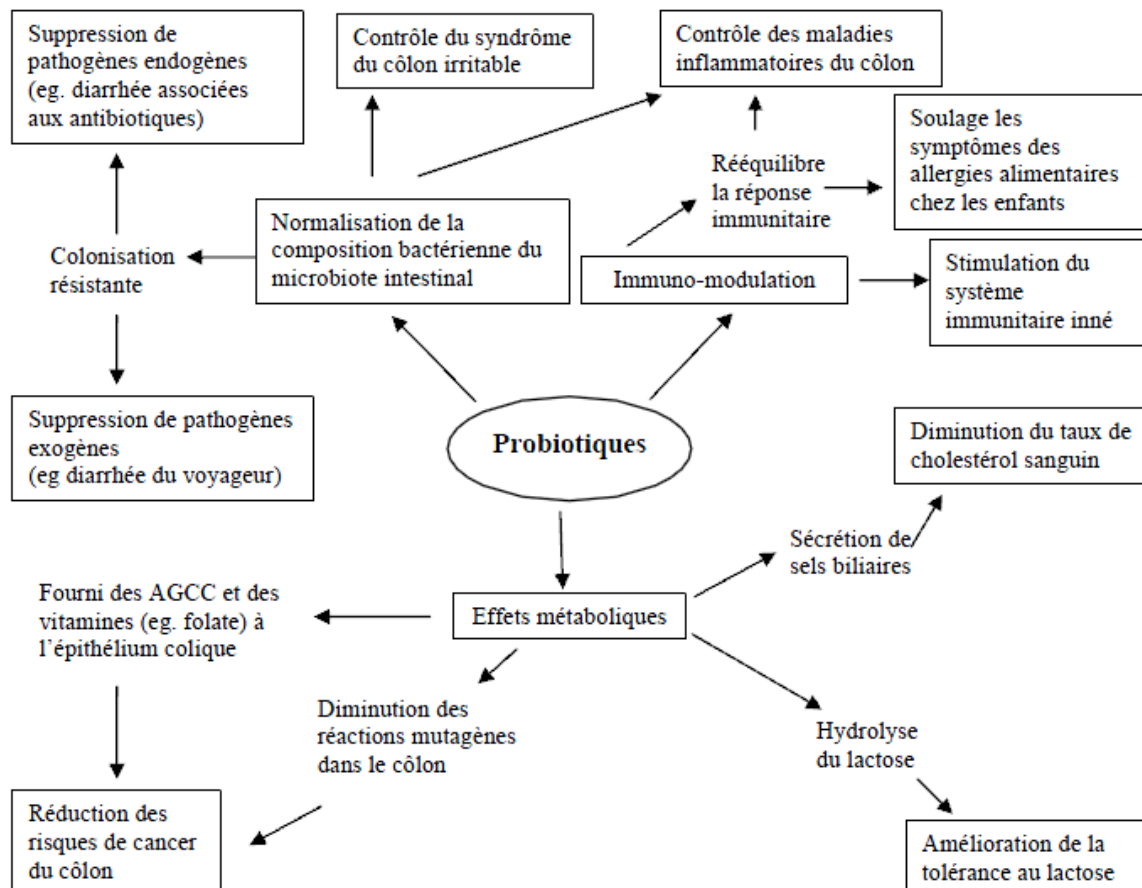 Suppression de
pathogènes endogènes
(eg. diarrhée associées
aux antibiotiques)
Contrôle du syndrôme
du côlon irritable
Contrôle des maladies
inflammatoires du côlon
Soulage les
symptômes des
allergies alimentaires
chez les enfants
Rééquilibre
la réponse
immunitaire
Normalisation de la
composition bactérienne du
microbiote intestinal
Colonisation
résistante
Immuno-modulation
Stimulation du
système
immunitaire inné
Suppression de pathogènes
exogènes
(eg diarrhée du voyageur)
Probiotiques
Diminution du taux de
cholestérol sanguin
Sécrétion de
sels biliaires
Fourni des AGCC et des
vitamines (eg. folate) à
l’épithélium colique
Effets métaboliques
Diminution des
réactions mutagènes
dans le côlon
Hydrolyse
du lactose
Réduction des
risques de cancer
du côlon
Amélioration de la
tolérance au lactose